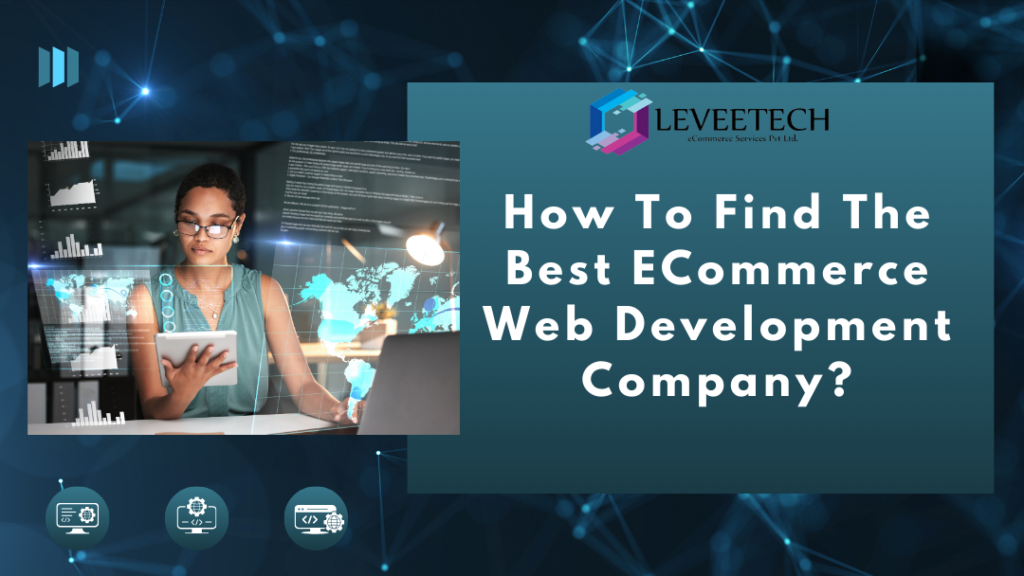 LEVEETECH
eCommerce Services Pvt Ltd.
How To Find The
Best ECommerce
Web Development
Company?